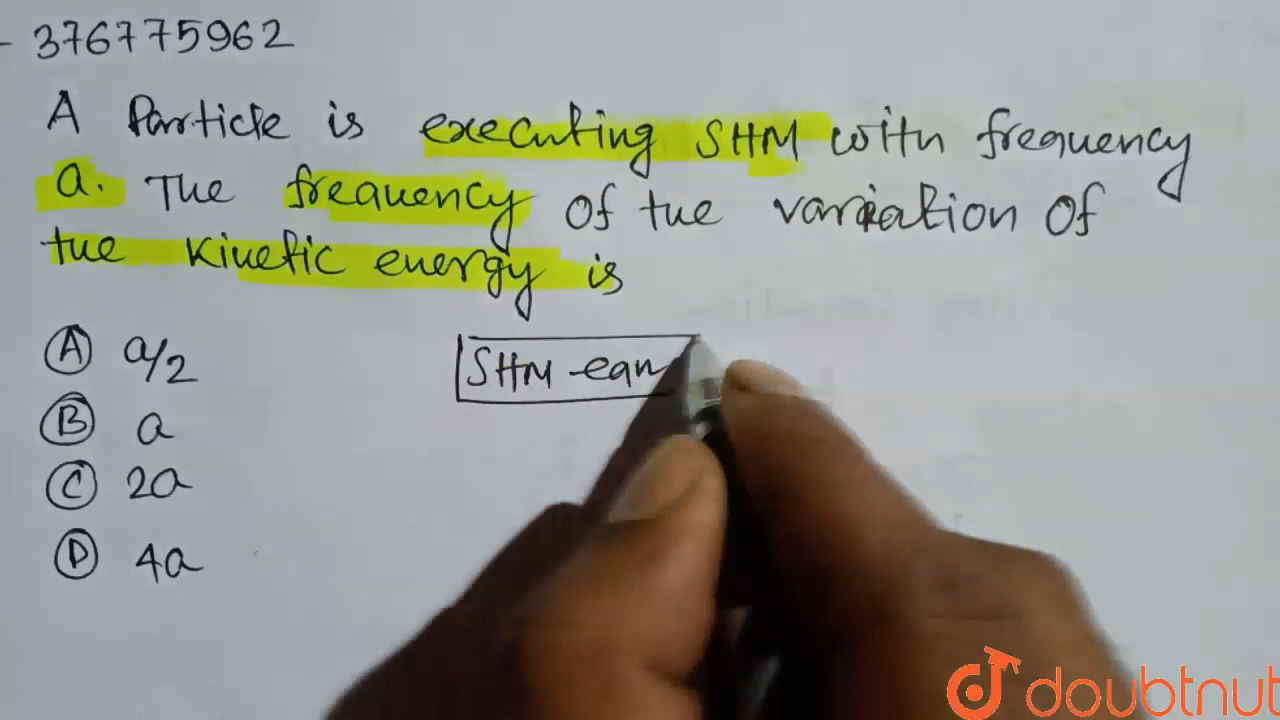 - 376775962
A Particle is executing SHM with frequency
a. The frequency of the variation of
the kinetic energy is
A a/2
B a
C 2a
D 4a
SHM eqn
doubtnut